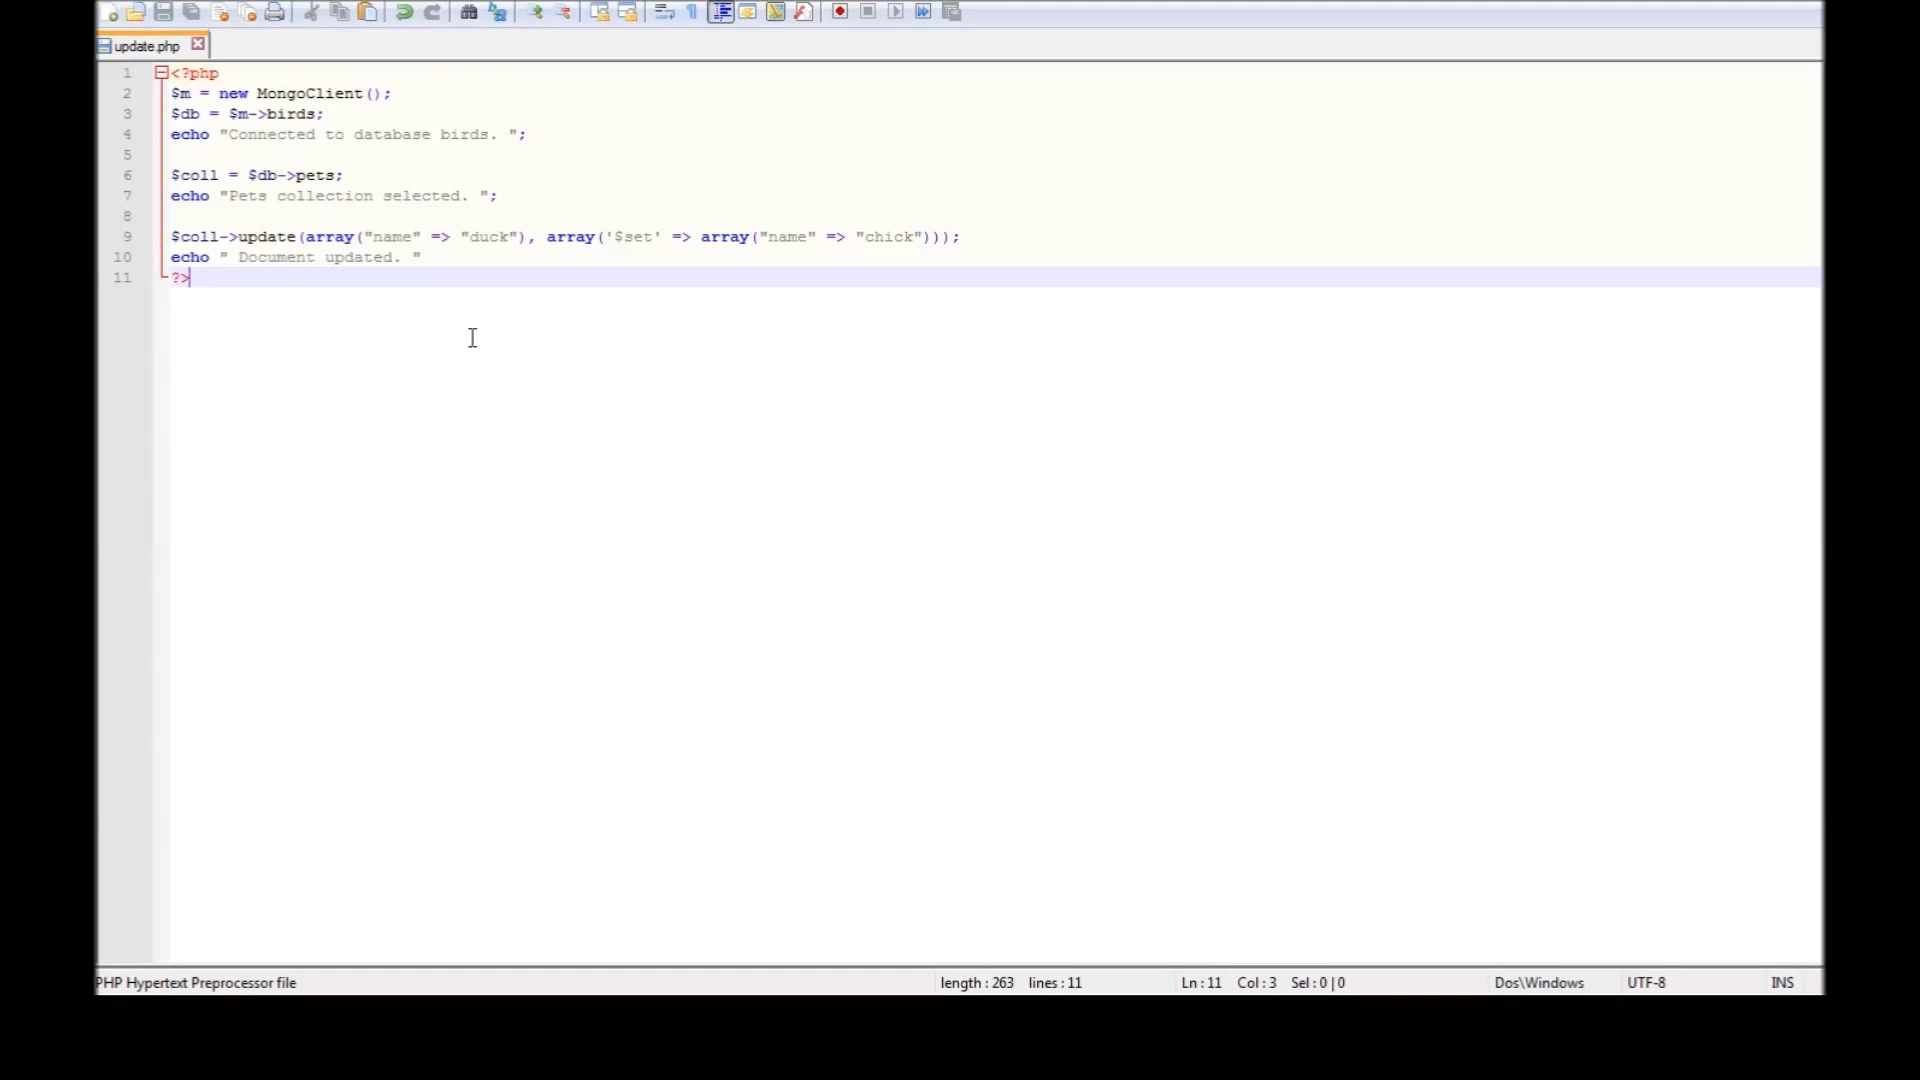 update.php
1 <?php
2 $m = new MongoClient();
3 $db = $m->birds;
4 echo "Connected to database birds. ";
5
6 $coll = $db->pets;
7 echo "Pets collection selected. ";
8
9 $coll->update(array("name" => "duck"), array('$set' => array("name" => "chick")));
10 echo " Document updated. "
11 ?>
PHP Hypertext Preprocessor file length : 263 lines : 11 Ln : 11 Col : 3 Sel : 0 | 0 Dos\Windows UTF-8 INS